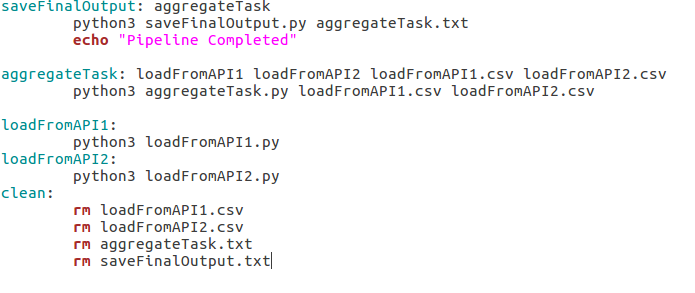 saveFinalOutput: aggregateTask
python3 saveFinalOutput.py aggregateTask.txt
echo "Pipeline Completed"
aggregateTask: loadFromAPI1 loadFromAPI2 loadFromAPI1.csv loadFromAPI2.csv
python3 aggregateTask.py loadFromAPI1.csv loadFromAPI2.csv
loadFromAPI1:
python3 loadFromAPI1.py
loadFromAPI2:
python3 loadFromAPI2.py
clean:
rm loadFromAPI1.csv
rm loadFromAPI2.csv
rm aggregateTask.txt
rm saveFinalOutput.txt